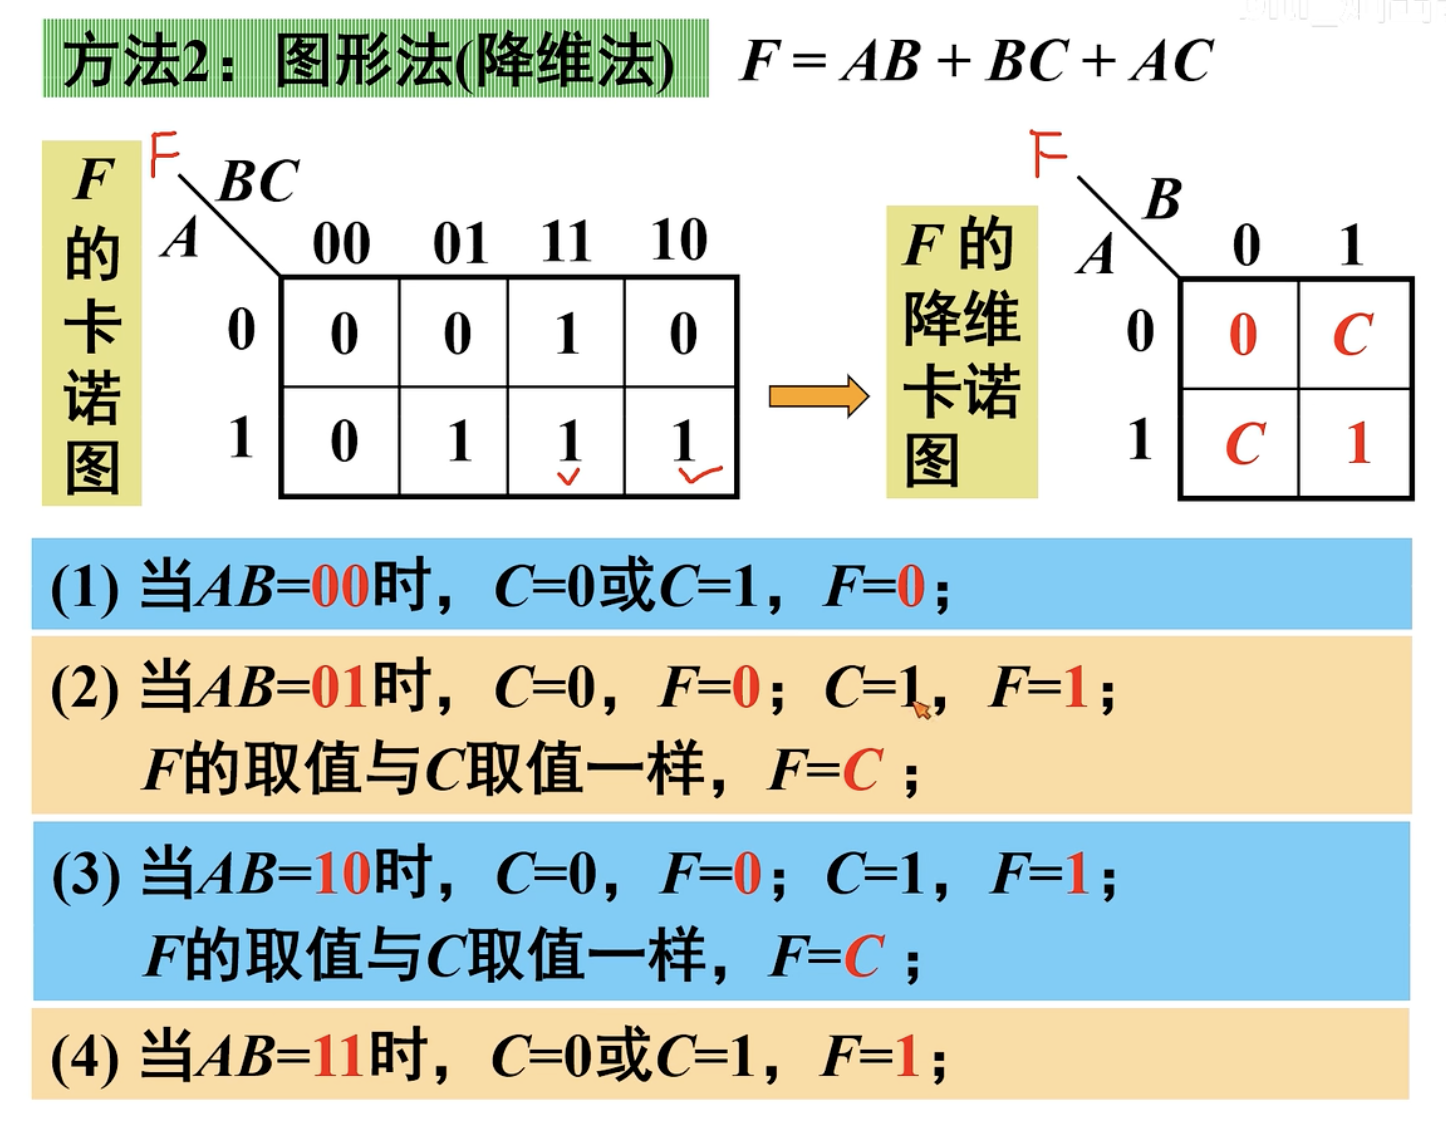 方法2：图形法(降维法) F = AB + BC + AC
F的卡诺图
F
BC
A
00 01 11 10
0 0 0 1 0
1 0 1 1 1
F的降维卡诺图
F
B
A
0 1
0 0 C
1 C 1
(1) 当AB=00时，C=0或C=1，F=0；
(2) 当AB=01时，C=0，F=0；C=1，F=1；
F的取值与C取值一样，F=C；
(3) 当AB=10时，C=0，F=0；C=1，F=1；
F的取值与C取值一样，F=C；
(4) 当AB=11时，C=0或C=1，F=1；